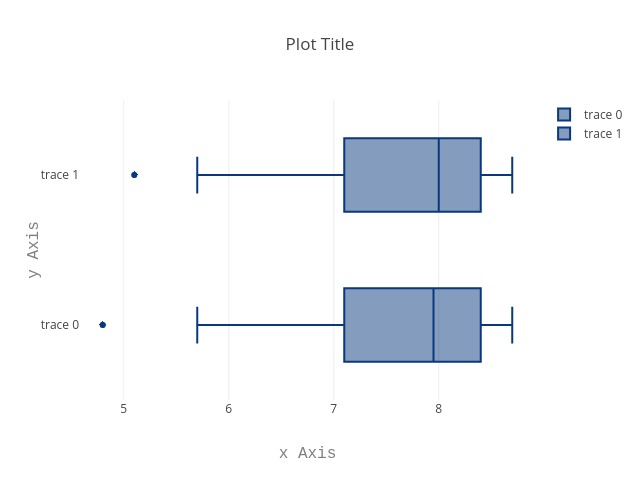 Plot Title
trace 0
trace 1
trace 1
trace 0
y Axis
5
6
7
8
x Axis